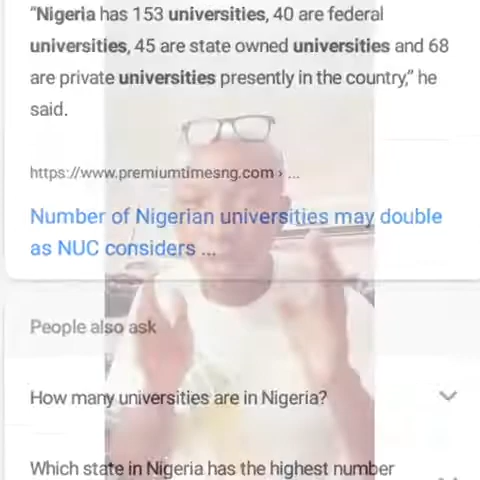 “Nigeria has 153 universities, 40 are federal
universities, 45 are state owned universities and 68
are private universities presently in the country,” he
said.
https://www.premiumtimesng.com › ...
Number of Nigerian universities may double
as NUC considers ...
People also ask
How many universities are in Nigeria?
Which state in Nigeria has the highest number